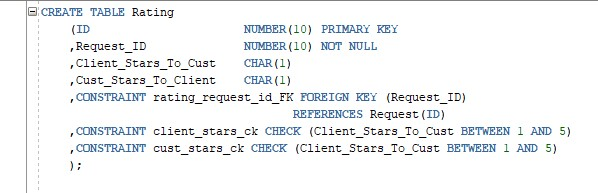 CREATE TABLE Rating
(ID NUMBER(10) PRIMARY KEY
,Request_ID NUMBER(10) NOT NULL
,Client_Stars_To_Cust CHAR(1)
,Cust_Stars_To_Client CHAR(1)
,CONSTRAINT rating_request_id_FK FOREIGN KEY (Request_ID)
REFERENCES Request(ID)
,CONSTRAINT client_stars_ck CHECK (Client_Stars_To_Cust BETWEEN 1 AND 5)
,CONSTRAINT cust_stars_ck CHECK (Client_Stars_To_Cust BETWEEN 1 AND 5)
);